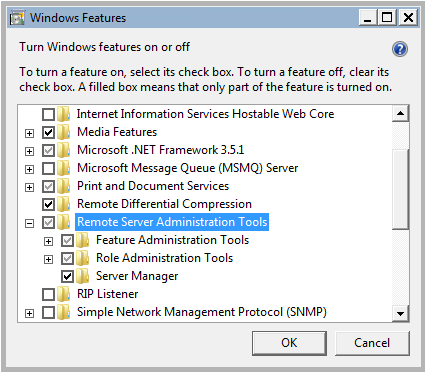 Windows Features
Turn Windows features on or off
To turn a feature on, select its check box. To turn a feature off, clear its
check box. A filled box means that only part of the feature is turned on.
Internet Information Services Hostable Web Core
Media Features
Microsoft .NET Framework 3.5.1
Microsoft Message Queue (MSMQ) Server
Print and Document Services
Remote Differential Compression
Remote Server Administration Tools
Feature Administration Tools
Role Administration Tools
Server Manager
RIP Listener
Simple Network Management Protocol (SNMP)
OK Cancel